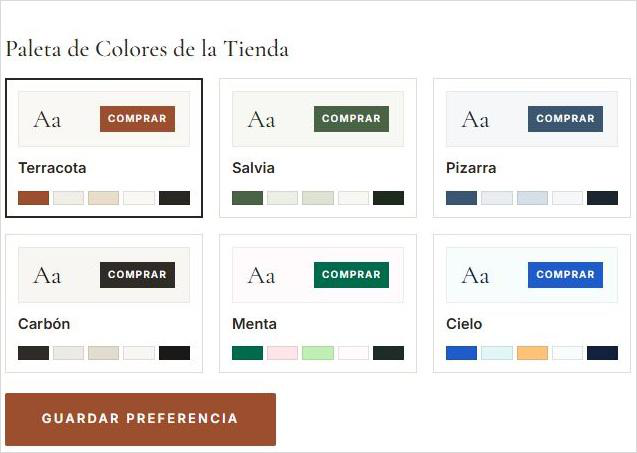 Paleta de Colores de la Tienda
Aa COMPRAR
Aa COMPRAR
Aa COMPRAR
Terracota
Salvia
Pizarra
Aa COMPRAR
Aa COMPRAR
Aa COMPRAR
Carbón
Menta
Cielo
GUARDAR PREFERENCIA